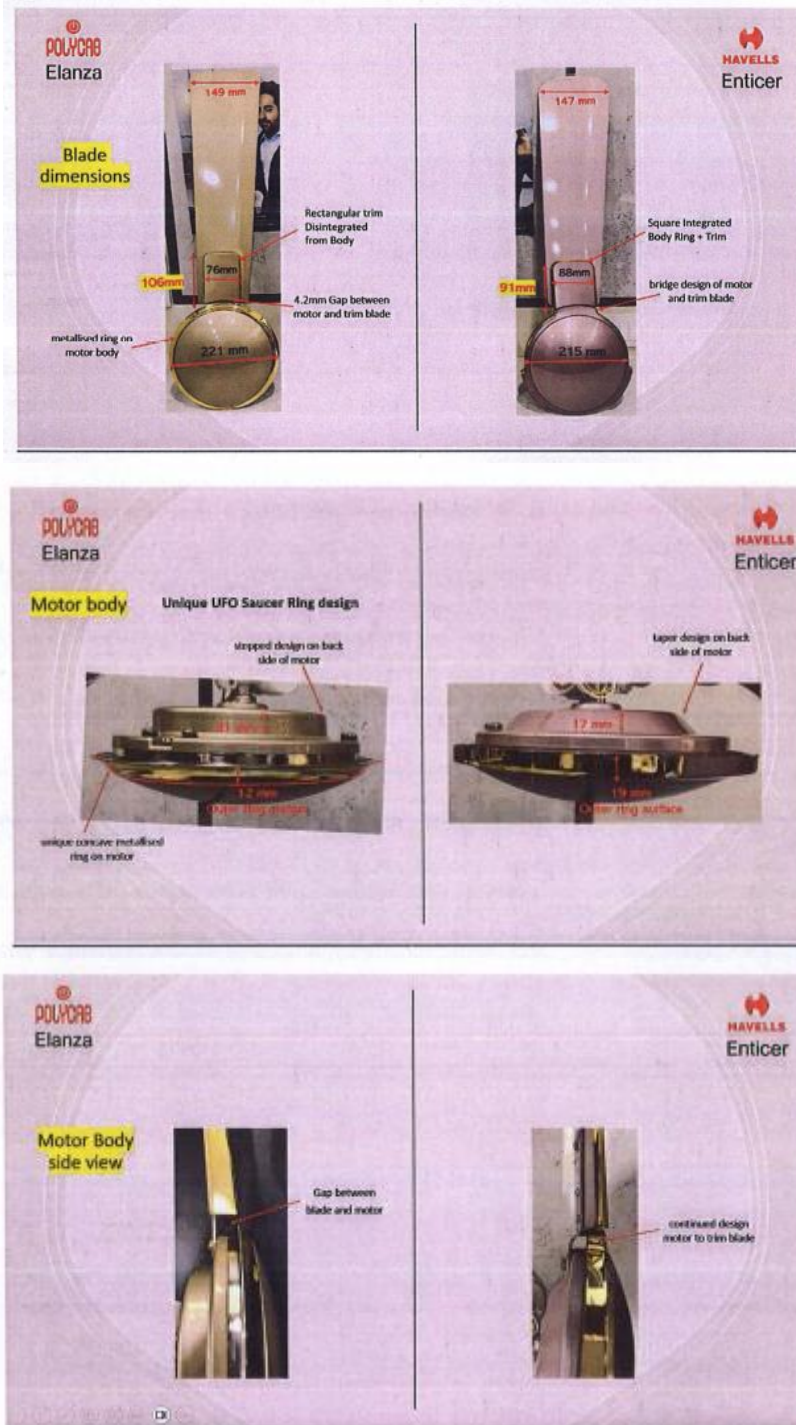 POLYCAB
Elanza
HAVELLS
Enticer
Blade
dimensions
149 mm
Rectangular trim
Disintegrated
from Body
76mm
106mm
4.2mm Gap between
motor and trim blade
metallised ring on
motor body
221 mm
147 mm
Square Integrated
Body Ring + Trim
88mm
91mm
bridge design of motor
and trim blade
215 mm
POLYCAB
Elanza
HAVELLS
Enticer
Motor body
Unique UFO Saucer Ring design
stepped design on back
side of motor
12 mm
Outer ring
unique concave metallised
ring on motor
taper design on back
side of motor
17 mm
19 mm
Outer ring surface
POLYCAB
Elanza
HAVELLS
Enticer
Motor Body
side view
Gap between
blade and motor
continued design
motor to trim blade